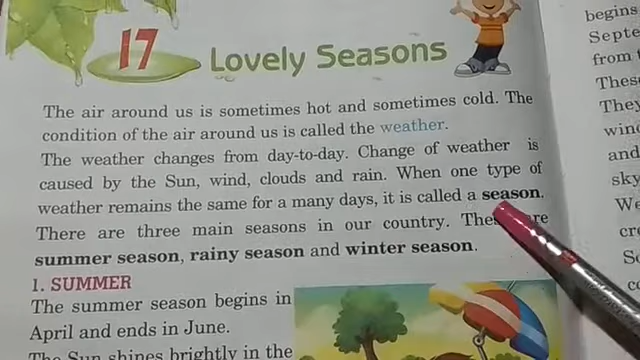 17
Lovely Seasons
The air around us is sometimes hot and sometimes cold. The
condition of the air around us is called the weather.
The weather changes from day-to-day. Change of weather is
caused by the Sun, wind, clouds and rain. When one type of
weather remains the same for a many days, it is called a season.
There are three main seasons in our country. These are
summer season, rainy season and winter season.
1. SUMMER
The summer season begins in
April and ends in June.
The Sun shines brightly in the
begins
from
They
and
We